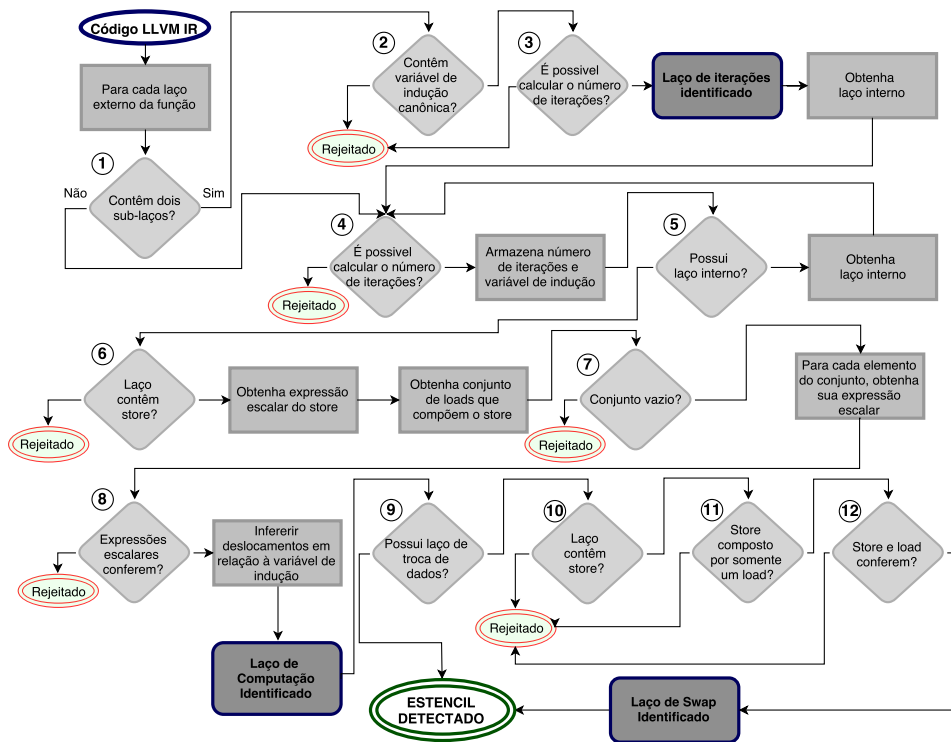 Código LLVM IR
Para cada laço
externo da função
1
Não
Sim
Contêm dois
sub-laços?
2
Contêm
variável de
indução
canônica?
Rejeitado
3
É possivel
calcular o número
de iterações?
Laço de iterações
identificado
Obtenha
laço interno
4
É possivel
calcular o número
de iterações?
Rejeitado
Armazena número
de iterações e
variável de indução
5
Possui
laço interno?
Obtenha
laço interno
6
Laço
contêm
store?
Rejeitado
Obtenha expressão
escalar do store
Obtenha conjunto
de loads que
compõem o store
7
Conjunto vazio?
Rejeitado
Para cada elemento
do conjunto, obtenha
sua expressão
escalar
8
Expressões
escalares
conferem?
Rejeitado
Infererir
deslocamentos em
relação à variável de
indução
Laço de
Computação
Identificado
9
Possui laço de
troca de
dados?
10
Laço
contêm
store?
Rejeitado
11
Store
composto
por somente
um load?
12
Store e load
conferem?
ESTENCIL
DETECTADO
Laço de Swap
Identificado